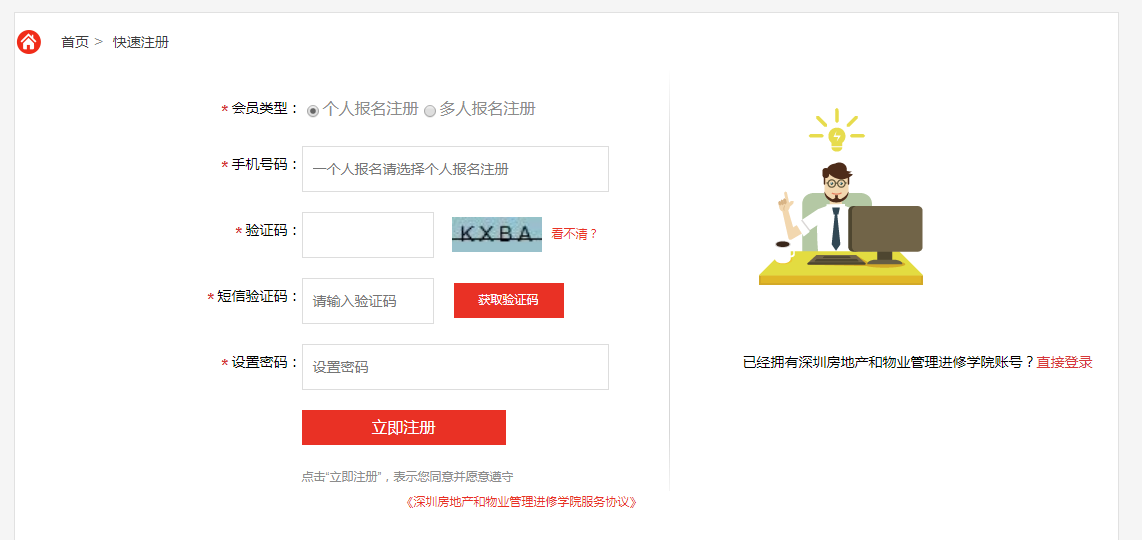 首页 > 快速注册
*会员类型： 个人报名注册 多人报名注册
*手机号码： 一个人报名请选择个人报名注册
*验证码： KXBA 看不清？
*短信验证码： 请输入验证码 获取验证码
*设置密码： 设置密码
已经拥有深圳房地产和物业管理进修学院账号？直接登录
立即注册
点击“立即注册”，表示您同意并愿意遵守
《深圳房地产和物业管理进修学院服务协议》